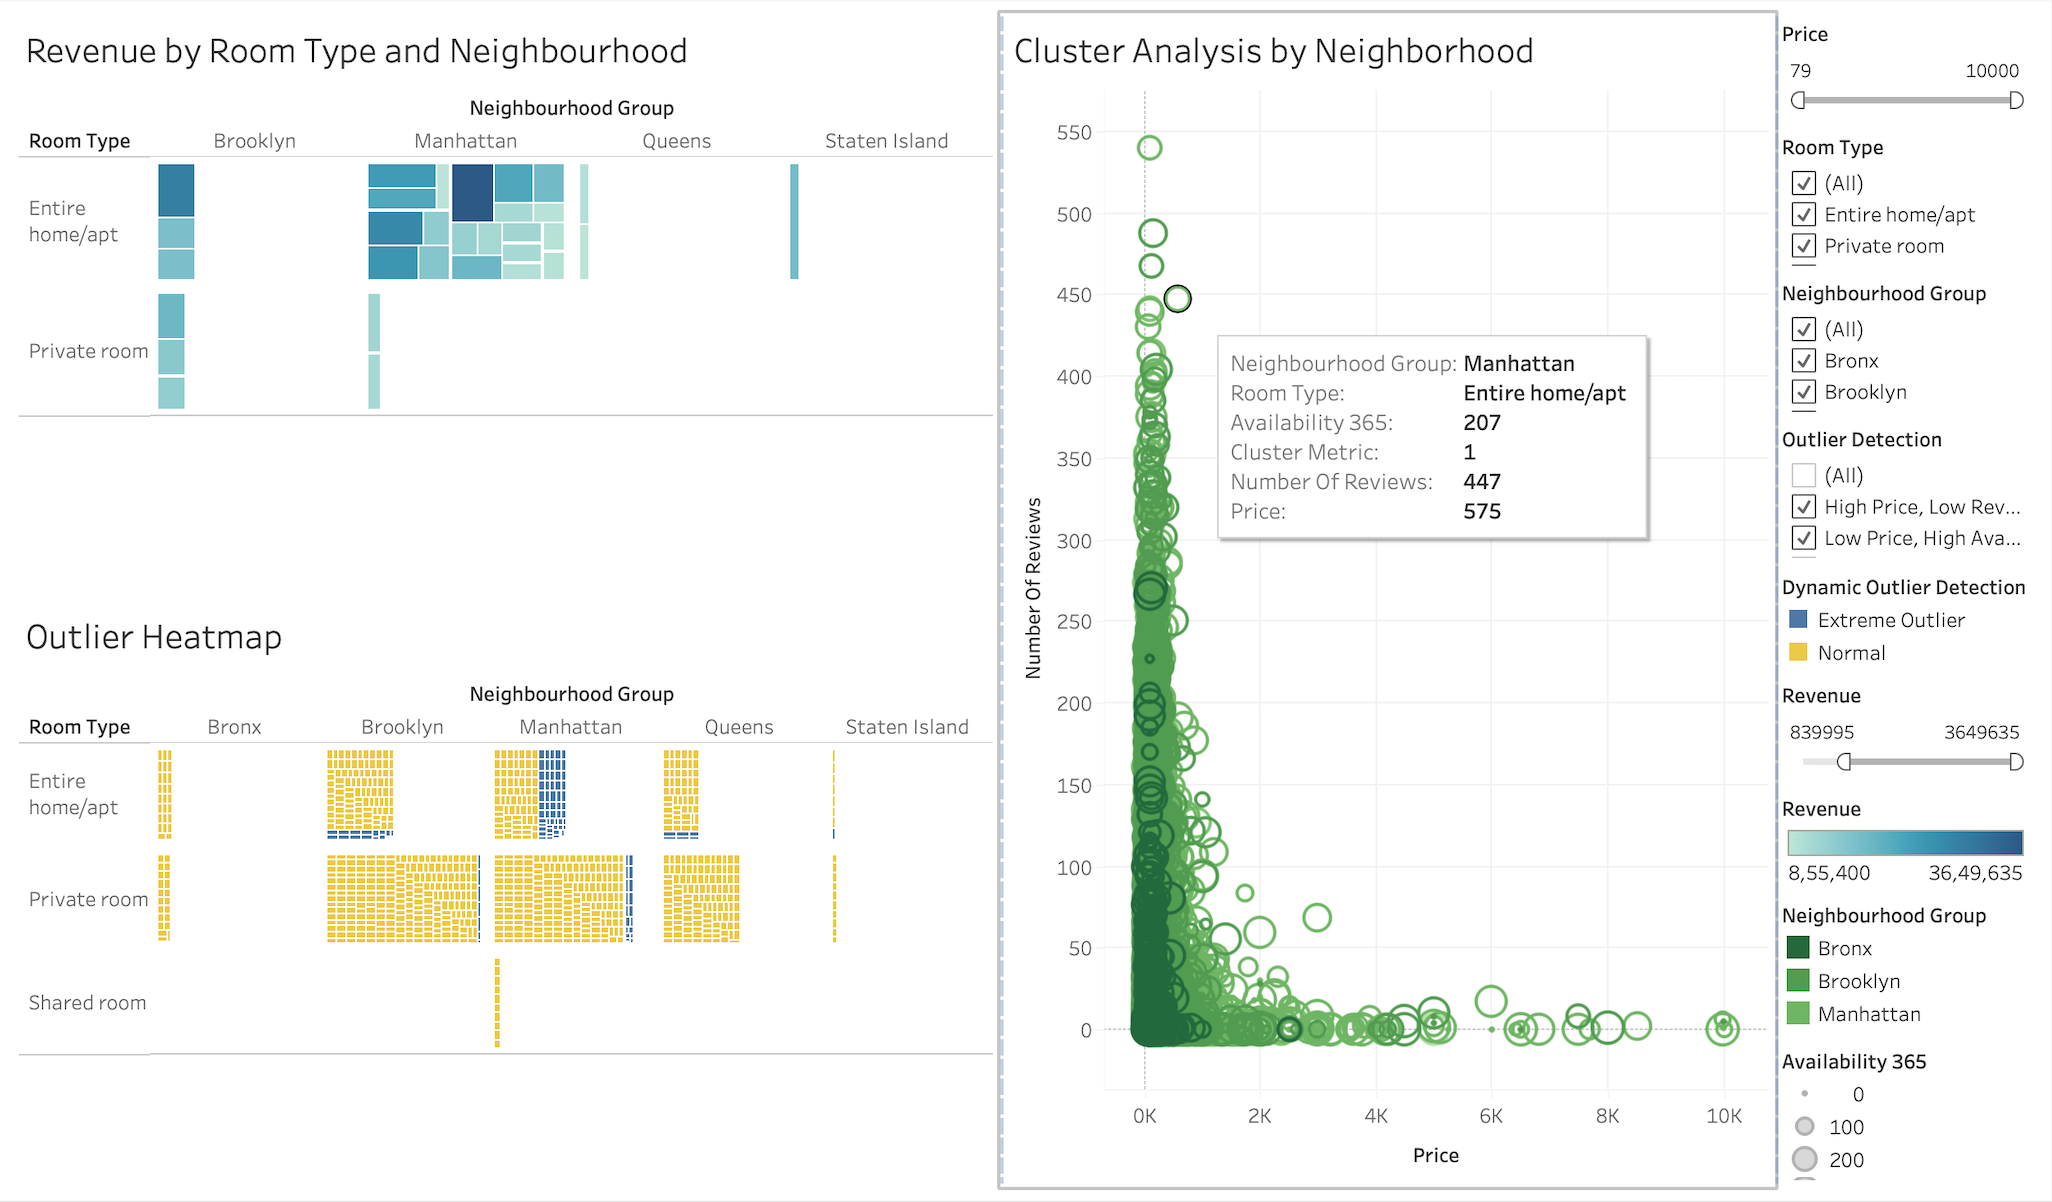 Revenue by Room Type and Neighbourhood
Neighbourhood Group
Room Type Brooklyn Manhattan Queens Staten Island
Entire
home/apt
Private room
Outlier Heatmap
Neighbourhood Group
Room Type Bronx Brooklyn Manhattan Queens Staten Island
Entire
home/apt
Private room
Shared room
Cluster Analysis by Neighborhood
Number Of Reviews
550
500
450
400
350
300
250
200
150
100
50
0
0K 2K 4K 6K 8K 10K
Price
Neighbourhood Group: Manhattan
Room Type: Entire home/apt
Availability 365: 207
Cluster Metric: 1
Number Of Reviews: 447
Price: 575
Price
79 10000
Room Type
(All)
Entire home/apt
Private room
Neighbourhood Group
(All)
Bronx
Brooklyn
Outlier Detection
(All)
High Price, Low Rev...
Low Price, High Ava...
Dynamic Outlier Detection
Extreme Outlier
Normal
Revenue
839995 3649635
Revenue
8,55,400 36,49,635
Neighbourhood Group
Bronx
Brooklyn
Manhattan
Availability 365
0
100
200